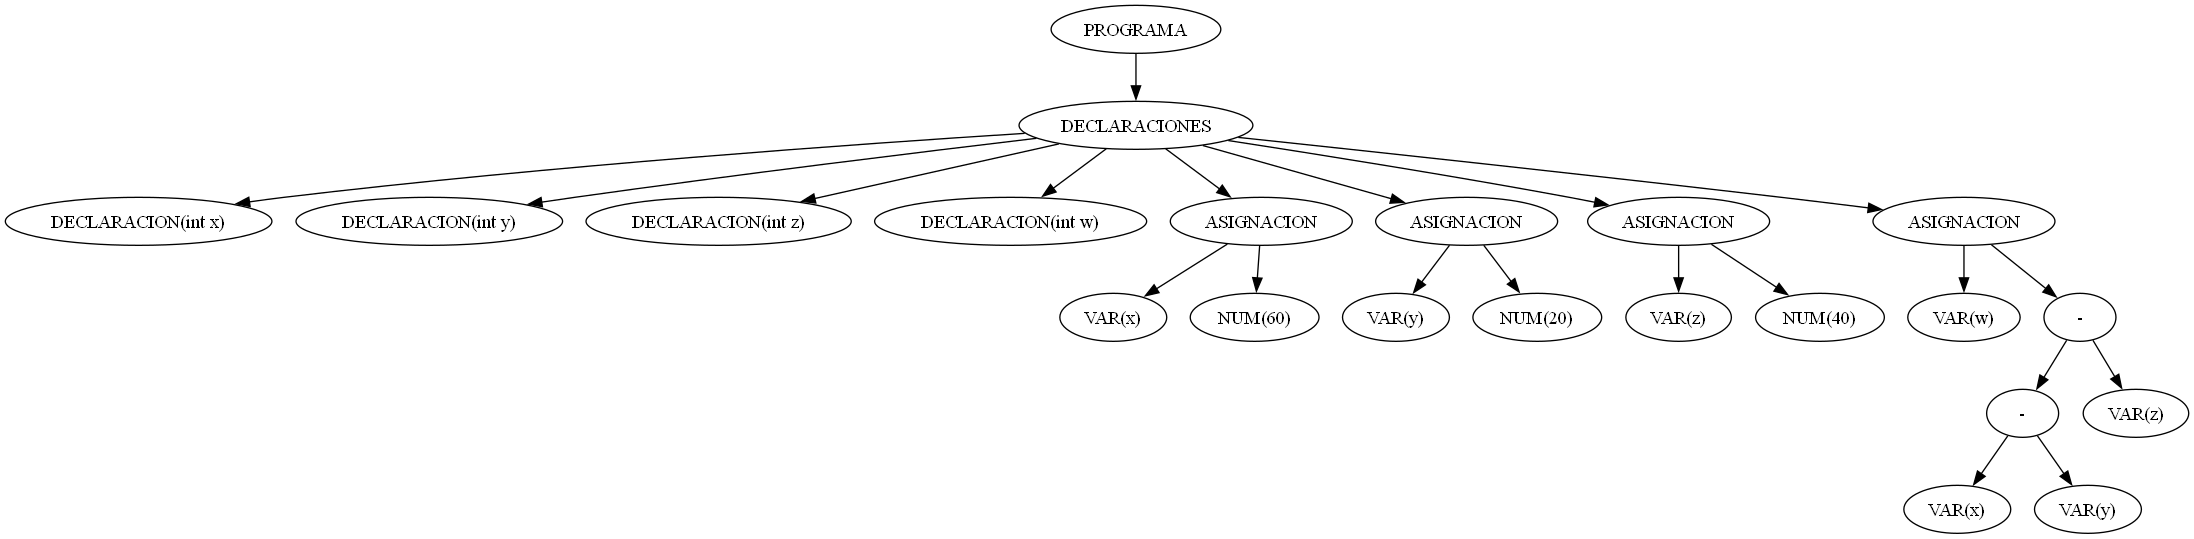 PROGRAMA
DECLARACIONES
DECLARACION(int x)
DECLARACION(int y)
DECLARACION(int z)
DECLARACION(int w)
ASIGNACION
ASIGNACION
ASIGNACION
ASIGNACION
VAR(x)
NUM(60)
VAR(y)
NUM(20)
VAR(z)
NUM(40)
VAR(w)
-
-
VAR(z)
VAR(x)
VAR(y)